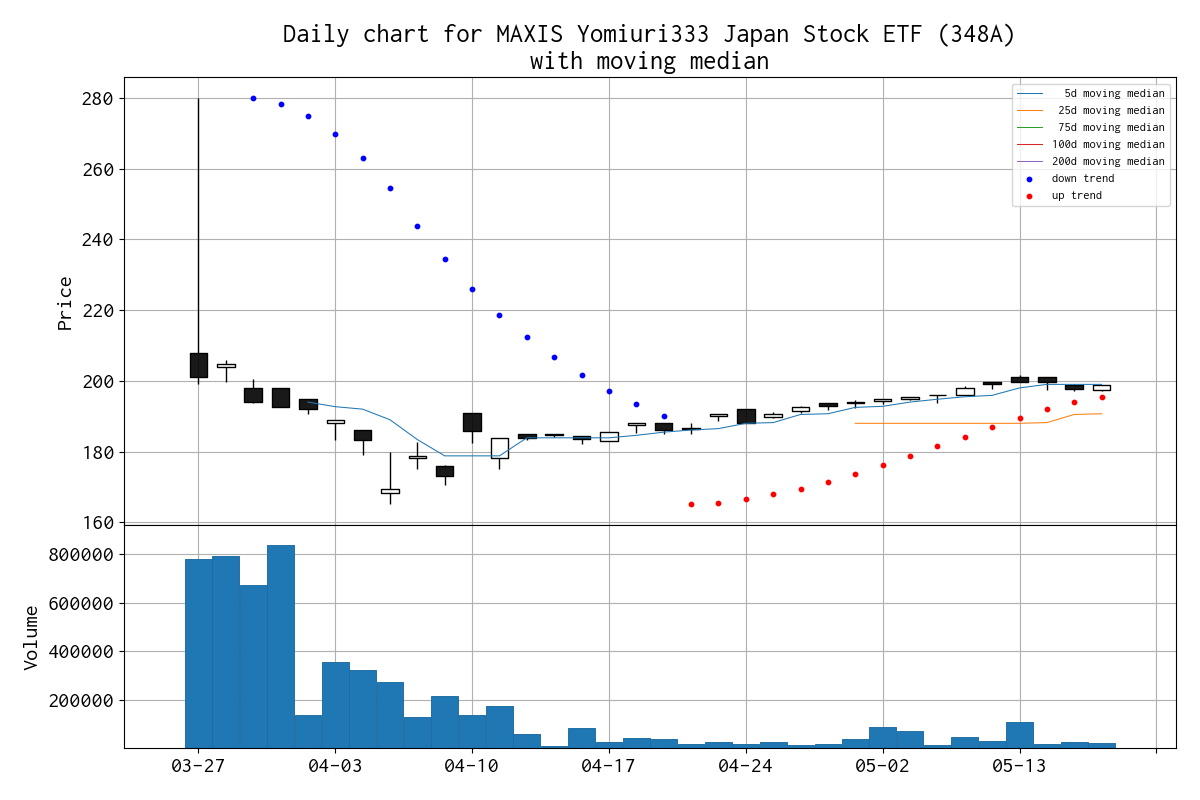 Daily chart for MAXIS Yomiuri333 Japan Stock ETF (348A)
with moving median
5d moving median
25d moving median
75d moving median
100d moving median
200d moving median
down trend
up trend
Price
280
260
240
220
200
180
160
Volume
800000
600000
400000
200000
03-27
04-03
04-10
04-17
04-24
05-02
05-13